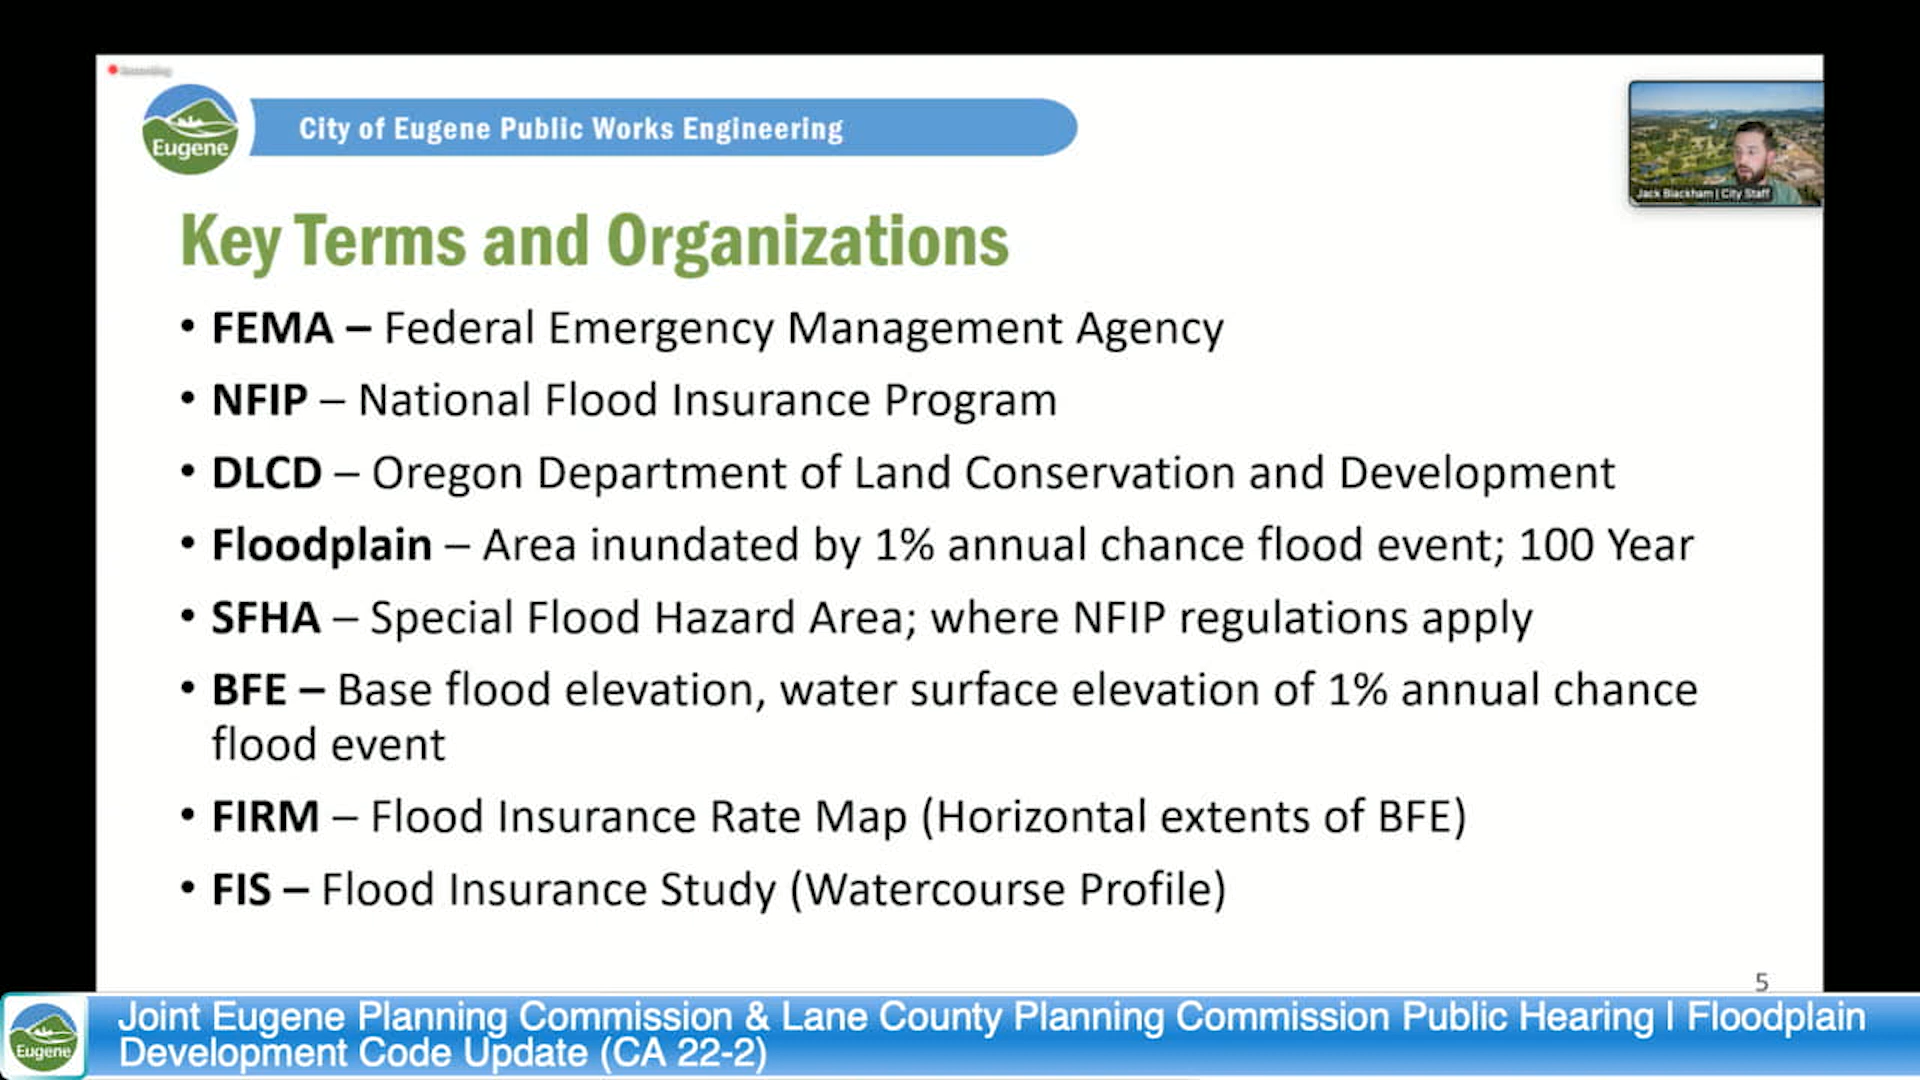 Recording
Eugene
City of Eugene Public Works Engineering
Jack Blackham | City Staff
Key Terms and Organizations
• FEMA – Federal Emergency Management Agency
• NFIP – National Flood Insurance Program
• DLCD – Oregon Department of Land Conservation and Development
• Floodplain – Area inundated by 1% annual chance flood event; 100 Year
• SFHA – Special Flood Hazard Area; where NFIP regulations apply
• BFE – Base flood elevation, water surface elevation of 1% annual chance
flood event
• FIRM – Flood Insurance Rate Map (Horizontal extents of BFE)
• FIS – Flood Insurance Study (Watercourse Profile)
5
Eugene
Joint Eugene Planning Commission & Lane County Planning Commission Public Hearing | Floodplain
Development Code Update (CA 22-2)